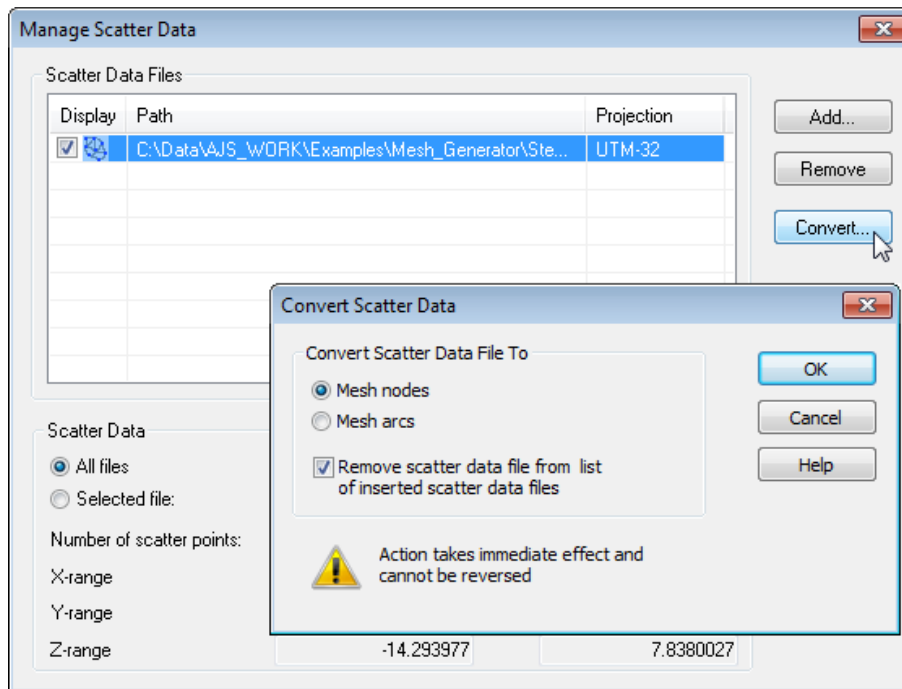 Manage Scatter Data
Scatter Data Files
Display Path Projection
C:\Data\AJS_WORK\Examples\Mesh_Generator\Ste... UTM-32
Add...
Remove
Convert...
Convert Scatter Data
Convert Scatter Data File To
Mesh nodes
Mesh arcs
Remove scatter data file from list
of inserted scatter data files
OK
Cancel
Help
Action takes immediate effect and
cannot be reversed
Scatter Data
All files
Selected file:
Number of scatter points:
X-range
Y-range
Z-range -14.293977 7.8380027